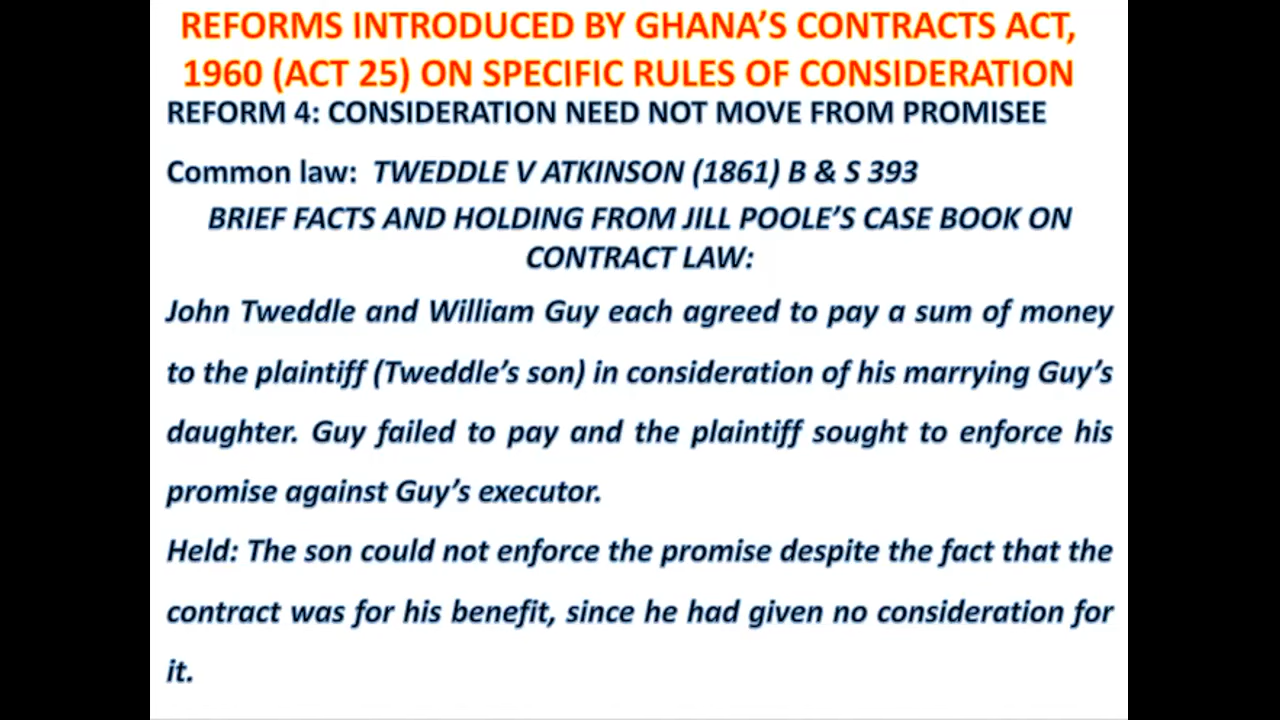 REFORMS INTRODUCED BY GHANA’S CONTRACTS ACT,
1960 (ACT 25) ON SPECIFIC RULES OF CONSIDERATION
REFORM 4: CONSIDERATION NEED NOT MOVE FROM PROMISEE
Common law: TWEDDLE V ATKINSON (1861) B & S 393
BRIEF FACTS AND HOLDING FROM JILL POOLE’S CASE BOOK ON
CONTRACT LAW:
John Tweddle and William Guy each agreed to pay a sum of money
to the plaintiff (Tweddle’s son) in consideration of his marrying Guy’s
daughter. Guy failed to pay and the plaintiff sought to enforce his
promise against Guy’s executor.
Held: The son could not enforce the promise despite the fact that the
contract was for his benefit, since he had given no consideration for
it.